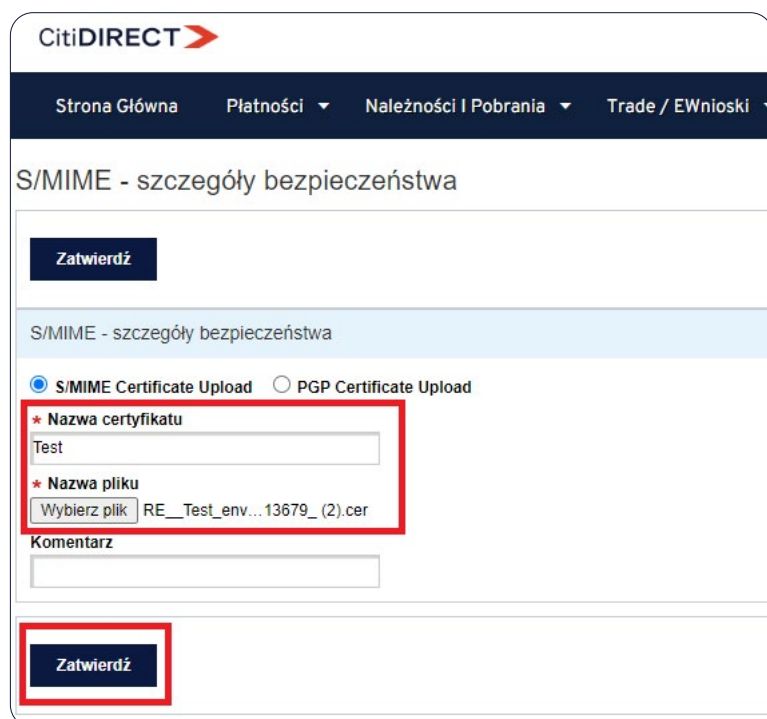 CitiDIRECT
Strona Główna Płatności Należności I Pobrania Trade / EWnioski
S/MIME - szczegóły bezpieczeństwa
Zatwierdź
S/MIME - szczegóły bezpieczeństwa
S/MIME Certificate Upload PGP Certificate Upload
* Nazwa certyfikatu
Test
* Nazwa pliku
Wybierz plik RE__Test_env...13679_ (2).cer
Komentarz
Zatwierdź